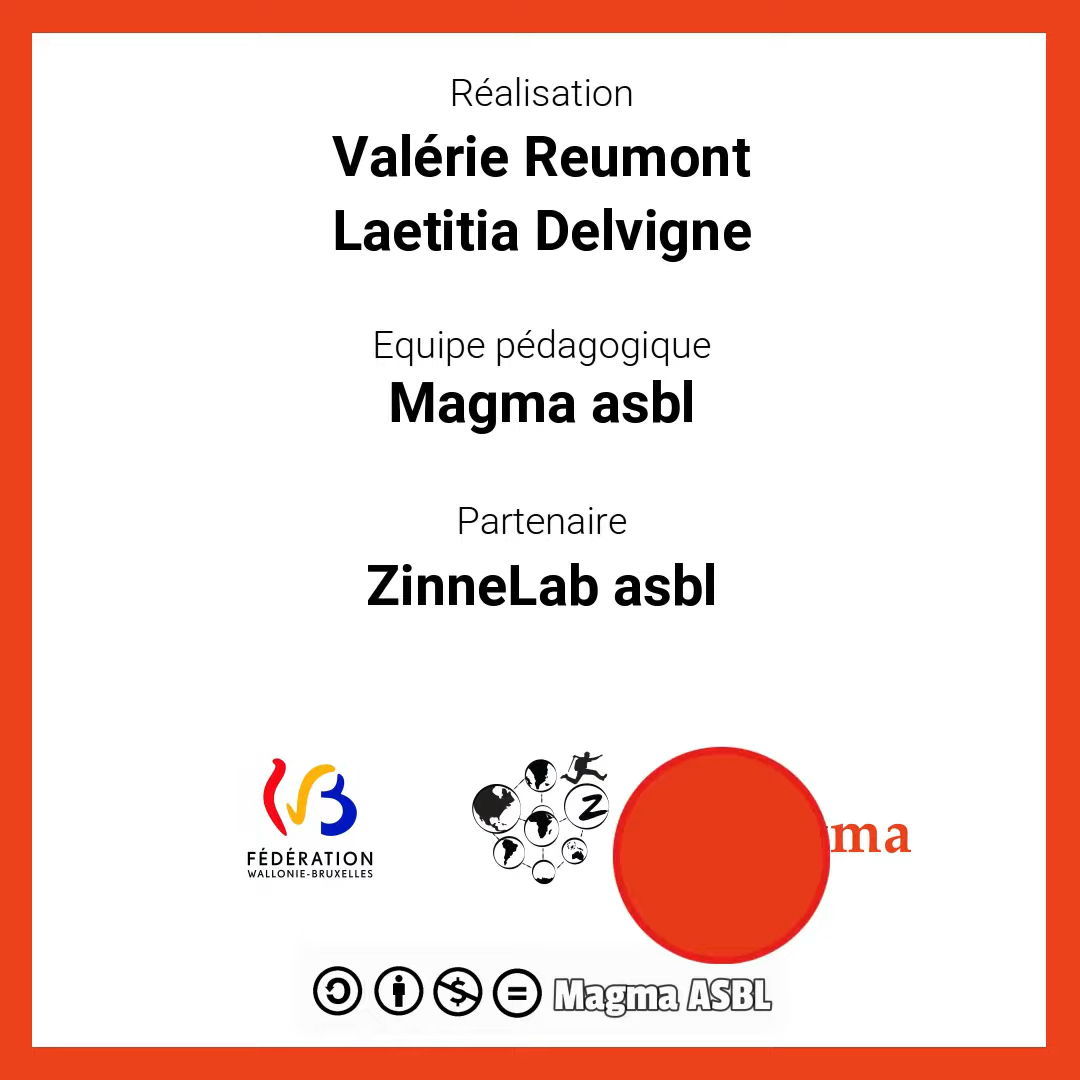 Réalisation
Valérie Reumont
Laetitia Delvigne
Equipe pédagogique
Magma asbl
Partenaire
ZinneLab asbl
Z
FÉDÉRATION
WALLONIE-BRUXELLES
Magma ASBL